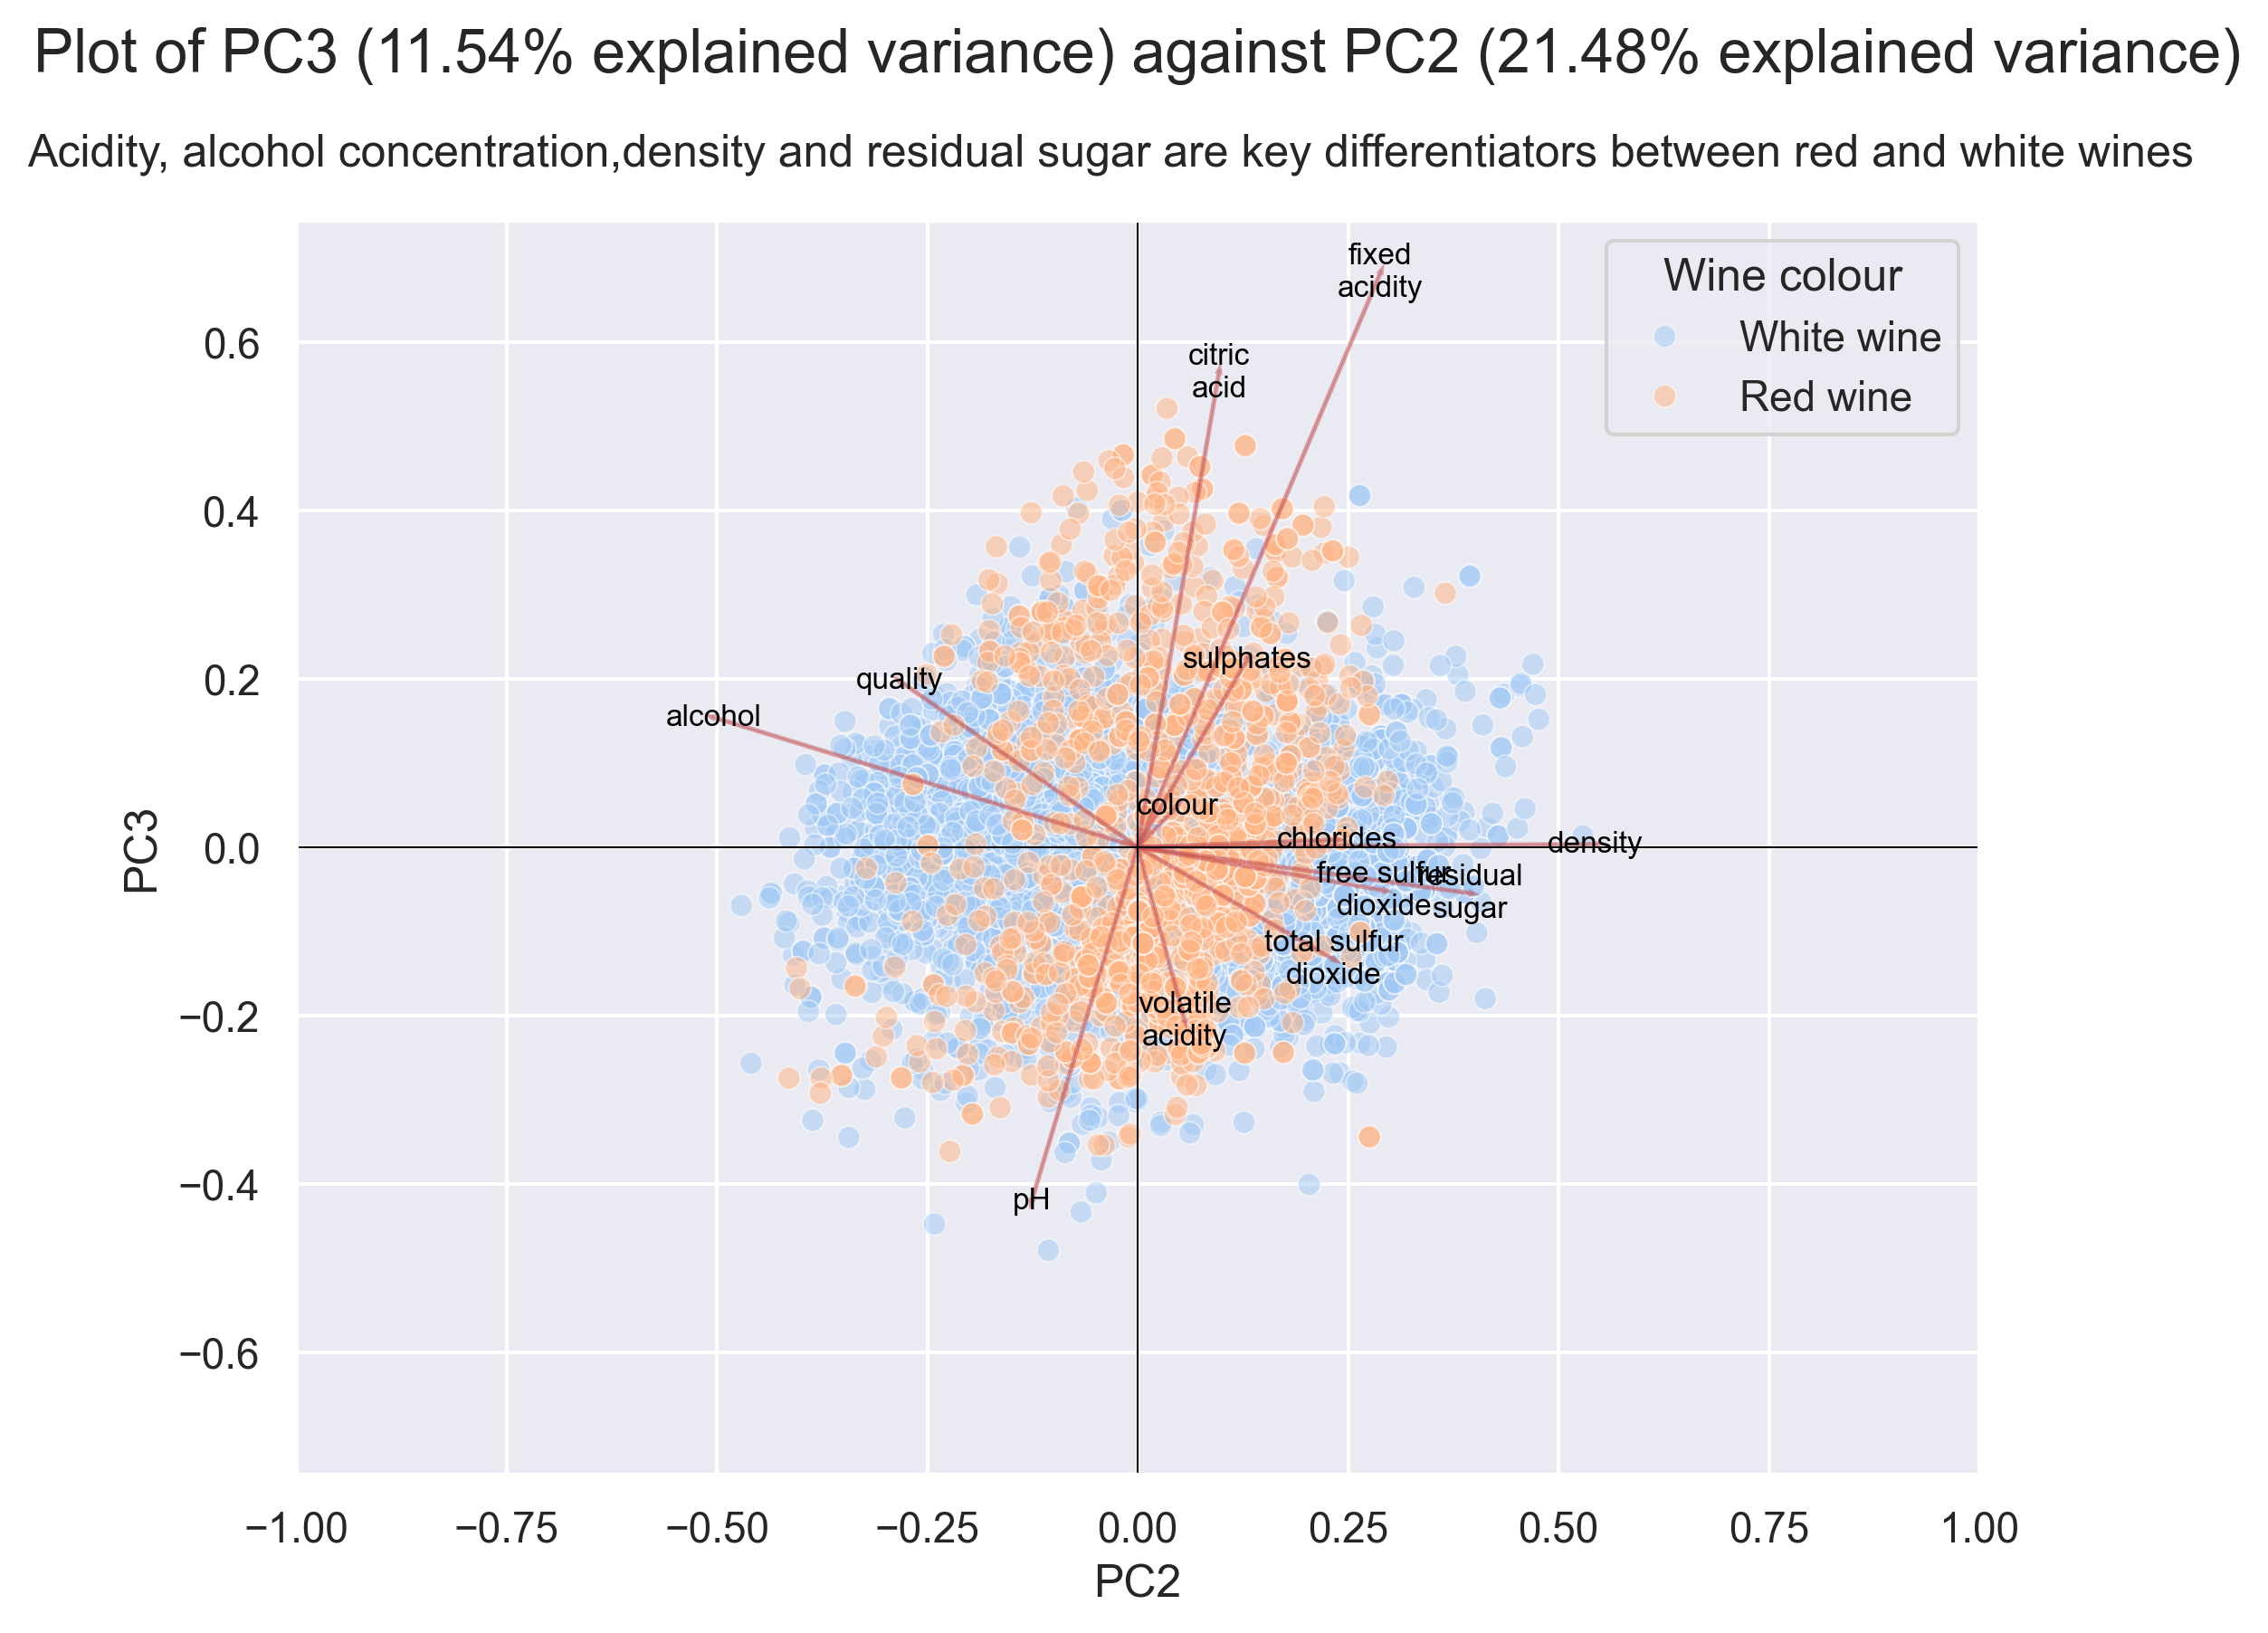 Plot of PC3 (11.54% explained variance) against PC2 (21.48% explained variance)
Acidity, alcohol concentration,density and residual sugar are key differentiators between red and white wines
Wine colour
White wine
Red wine
fixed
acidity
citric
acid
sulphates
quality
alcohol
colour
chlorides
density
free sulfur
dioxide
residual
sugar
total sulfur
dioxide
volatile
acidity
pH
PC3
0.6
0.4
0.2
0.0
−0.2
−0.4
−0.6
−1.00
−0.75
−0.50
−0.25
0.00
0.25
0.50
0.75
1.00
PC2